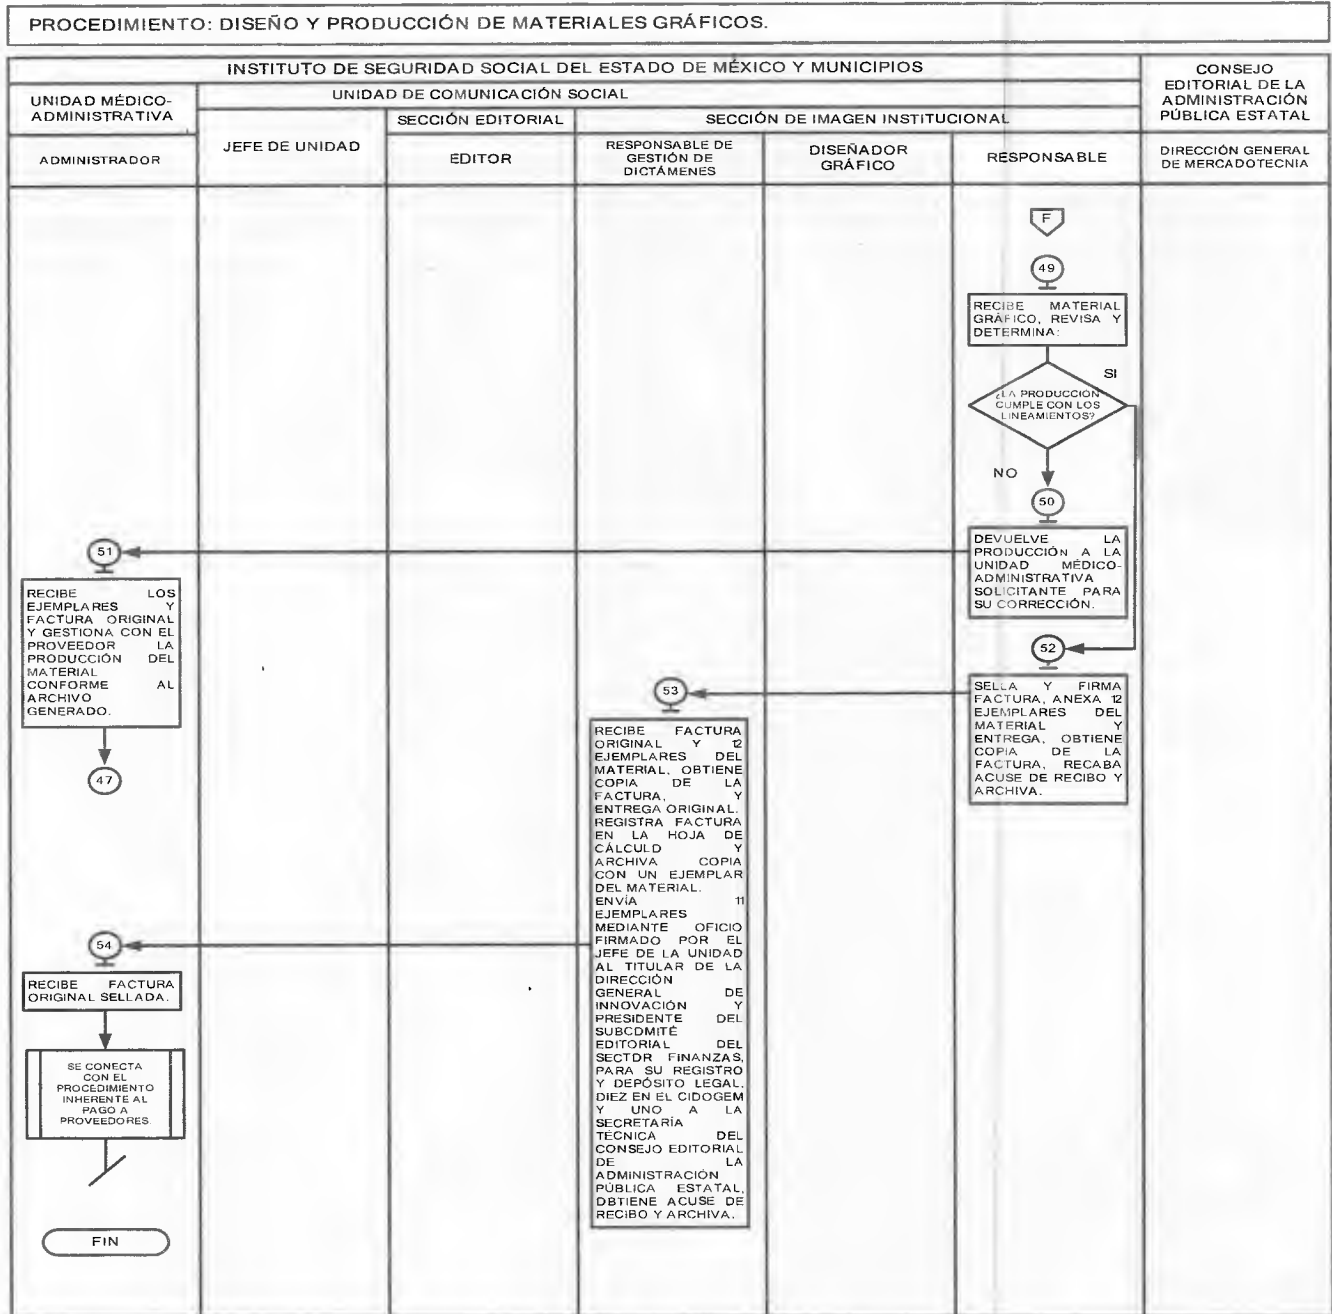 PROCEDIMIENTO: DISEÑO Y PRODUCCIÓN DE MATERIALES GRÁFICOS.
INSTITUTO DE SEGURIDAD SOCIAL DEL ESTADO DE MÉXICO Y MUNICIPIOS
CONSEJO
EDITORIAL DE LA
ADMINISTRACIÓN
PÚBLICA ESTATAL
UNIDAD MÉDICO-
ADMINISTRATIVA
UNIDAD DE COMUNICACIÓN SOCIAL
SECCIÓN EDITORIAL
SECCIÓN DE IMAGEN INSTITUCIONAL
ADMINISTRADOR
JEFE DE UNIDAD
EDITOR
RESPONSABLE DE
GESTIÓN DE
DICTÁMENES
DISEÑADOR
GRÁFICO
RESPONSABLE
DIRECCIÓN GENERAL
DE MERCADOTECNIA
F
49
RECIBE MATERIAL
GRÁFICO, REVISA Y
DETERMINA:
SI
¿LA PRODUCCIÓN
CUMPLE CON LOS
LINEAMIENTOS?
NO
50
DEVUELVE LA
PRODUCCIÓN A LA
UNIDAD MÉDICO-
ADMINISTRATIVA
SOLICITANTE PARA
SU CORRECCIÓN.
51
RECIBE LOS
EJEMPLARES Y
FACTURA ORIGINAL
Y GESTIONA CON EL
PROVEEDOR LA
PRODUCCIÓN DEL
MATERIAL
CONFORME AL
ARCHIVO
GENERADO.
47
52
SELLA Y FIRMA
FACTURA, ANEXA 12
EJEMPLARES DEL
MATERIAL Y
ENTREGA, OBTIENE
COPIA DE LA
FACTURA, RECABA
ACUSE DE RECIBO Y
ARCHIVA.
53
RECIBE FACTURA
ORIGINAL Y 12
EJEMPLARES DEL
MATERIAL, OBTIENE
COPIA DE LA
FACTURA, Y
ENTREGA ORIGINAL.
REGISTRA FACTURA
EN LA HOJA DE
CÁLCULO Y
ARCHIVA COPIA
CON UN EJEMPLAR
DEL MATERIAL.
ENVÍA 11
EJEMPLARES
MEDIANTE OFICIO
FIRMADO POR EL
JEFE DE LA UNIDAD
AL TITULAR DE LA
DIRECCIÓN
GENERAL DE
INNOVACIÓN Y
PRESIDENTE DEL
SUBCOMITÉ
EDITORIAL DEL
SECTOR FINANZAS,
PARA SU REGISTRO
Y DEPÓSITO LEGAL,
DIEZ EN EL CIDOGEM
Y UNO A LA
SECRETARÍA
TÉCNICA DEL
CONSEJO EDITORIAL
DE LA
ADMINISTRACIÓN
PÚBLICA ESTATAL,
OBTIENE ACUSE DE
RECIBO Y ARCHIVA.
54
RECIBE FACTURA
ORIGINAL SELLADA.
SE CONECTA
CON EL
PROCEDIMIENTO
INHERENTE AL
PAGO A
PROVEEDORES
FIN